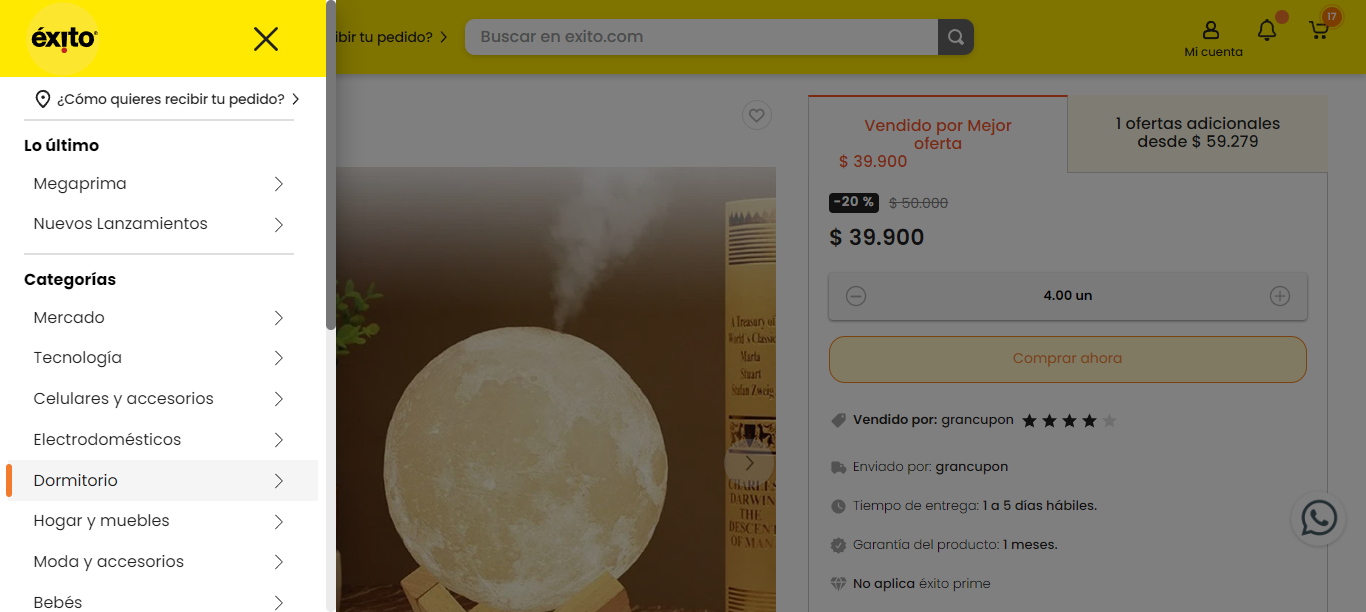 éxito
¿Cómo quieres recibir tu pedido?
Lo último
Megaprima
Nuevos Lanzamientos
Categorías
Mercado
Tecnología
Celulares y accesorios
Electrodomésticos
Dormitorio
Hogar y muebles
Moda y accesorios
Bebés
ibir tu pedido?
Buscar en exito.com
Mi cuenta
17
Vendido por Mejor
oferta
$ 39.900
1 ofertas adicionales
desde $ 59.279
-20 % $ 50.000
$ 39.900
4.00 un
Comprar ahora
Vendido por: grancupon
Enviado por: grancupon
Tiempo de entrega: 1 a 5 días hábiles.
Garantía del producto: 1 meses.
No aplica éxito prime
A Treasury of
World's Classic
Marta
Stuart
Stefan Zweig
CHARLES
DARWIN
THE
DESCENT
OF MAN